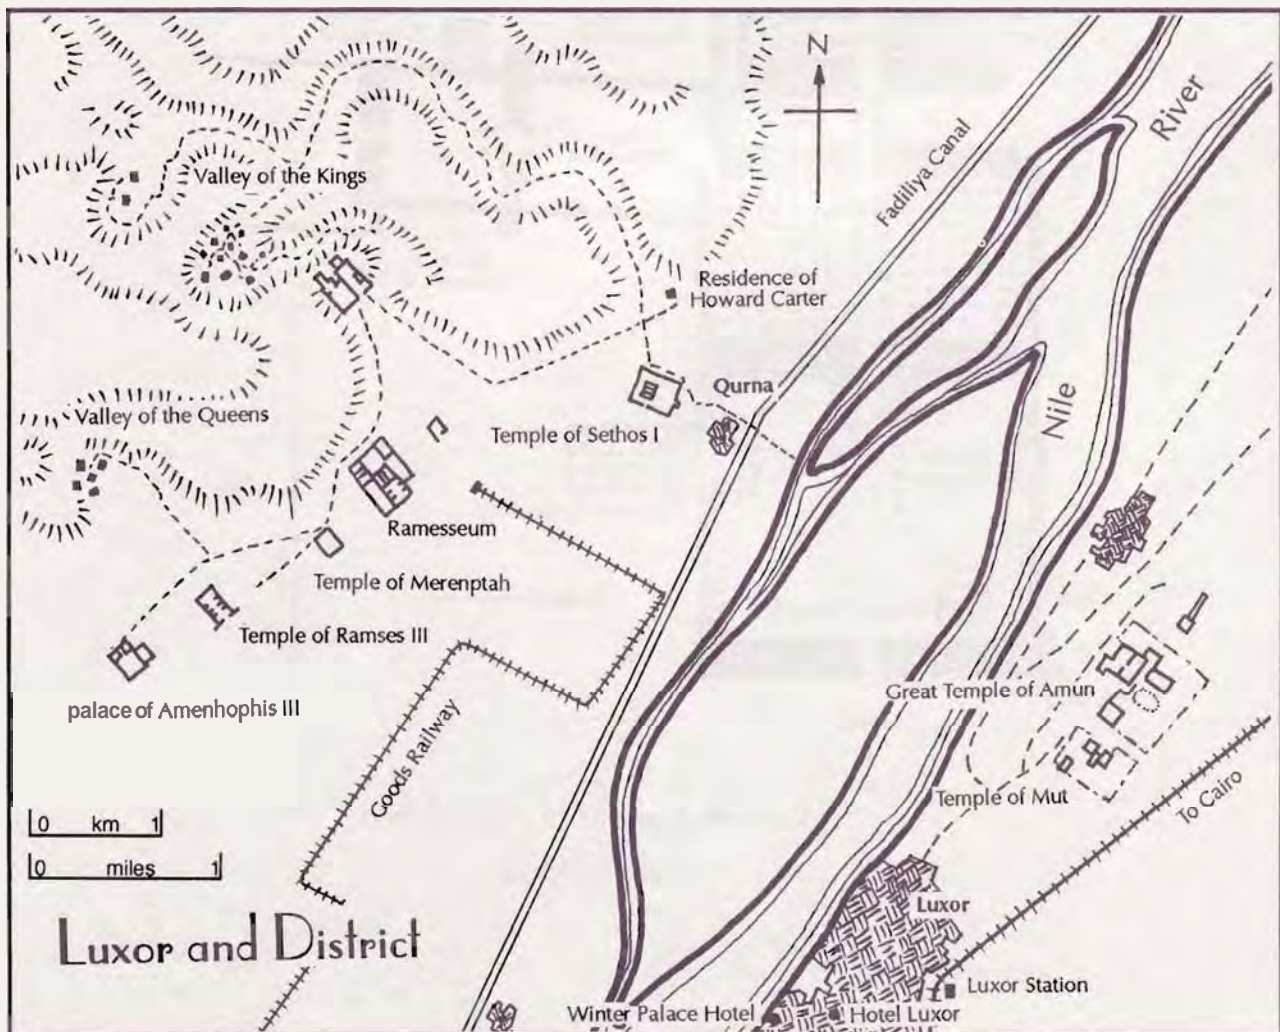 N
River
Fadilliya Canal
Valley of the Kings
Residence of
Howard Carter
Qurna
Nile
Valley of the Queens
Temple of Sethos I
Ramesseum
Temple of Merenptah
Temple of Ramses III
Great Temple of Amun
palace of Amenhophis III
Goods Railway
Temple of Mut
To Cairo
0 km 1
0 miles 1
Luxor
Luxor and District
Luxor Station
Winter Palace Hotel
Hotel Luxor